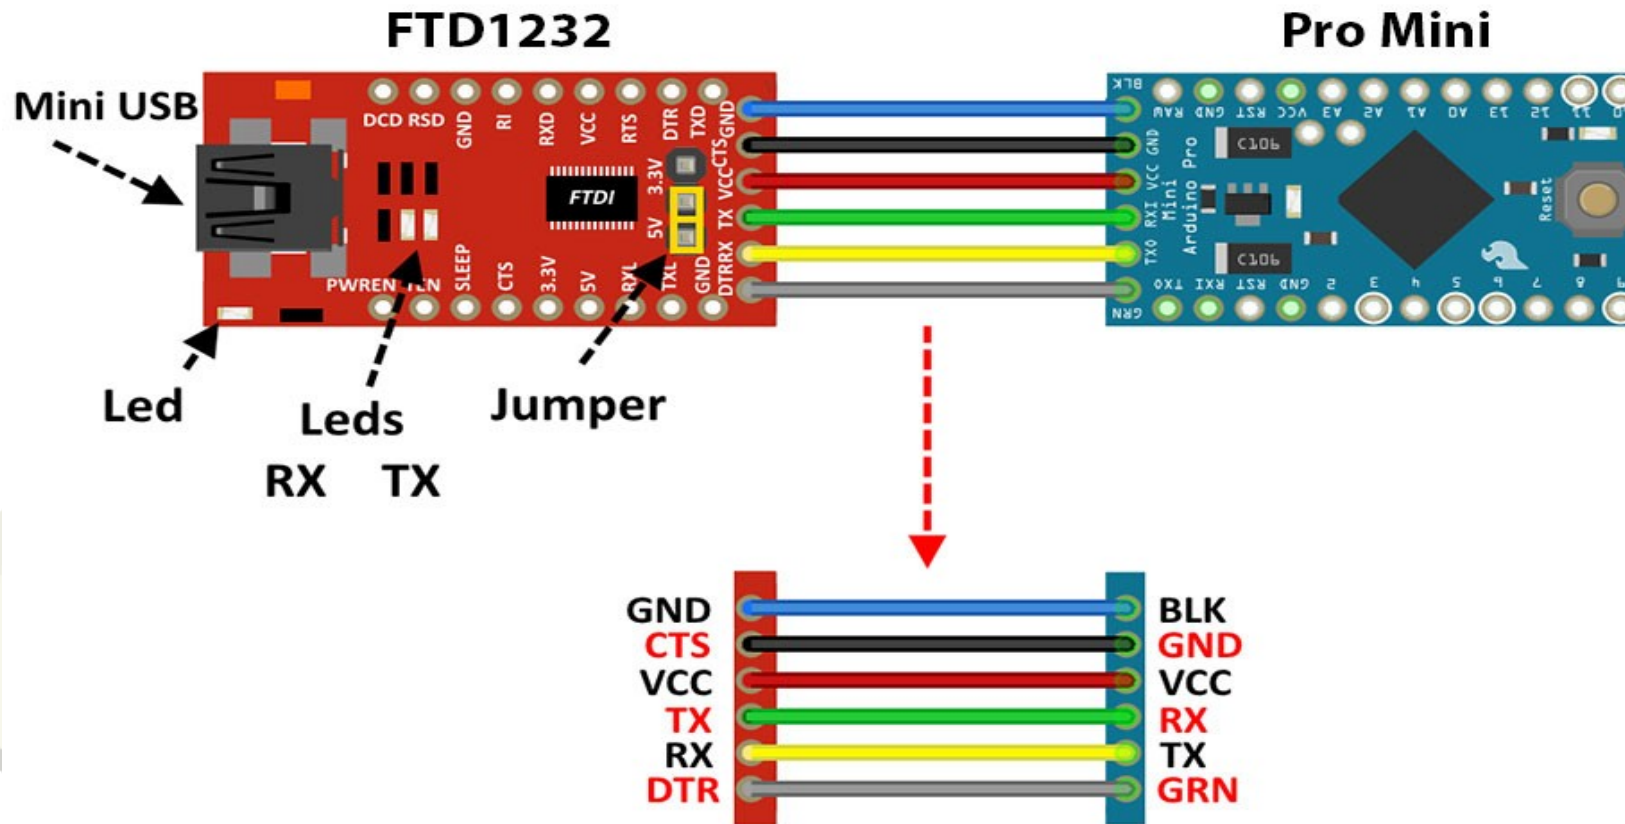 FTD1232
Pro Mini
Mini USB
DCD RSD GND RI RXD VCC RTS DTR TXD
GND
CTS
VCC
TX
RX
DTR
3.3V
5V
FTDI
PWREN TEN SLEEP CTS 3.3V 5V RXL TXL GND
BLK
GND
VCC
RXI
TXO
GRN
RAW GND RST VCC A3 A2 A1 A0 13 12 11
Arduino Pro
Mini
C106
C106
Reset
TXO RXI RST GND 2 3 4 5 6 7 8 9
Led
Leds
RX TX
Jumper
GND BLK
CTS GND
VCC VCC
TX RX
RX TX
DTR GRN